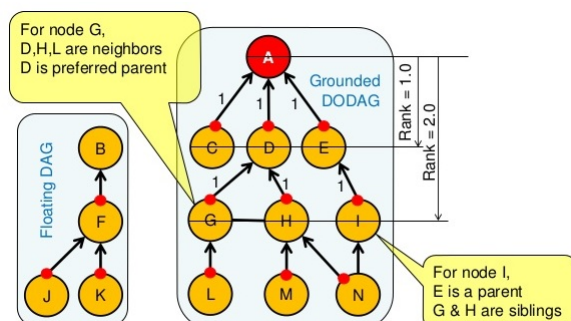 For node G,
D,H,L are neighbors
D is preferred parent
A
Grounded
DODAG
1
1
1
Rank = 1.0
Rank = 2.0
Floating DAG
B
C
D
E
1
1
1
F
G
H
I
J
K
L
M
N
For node I,
E is a parent
G & H are siblings